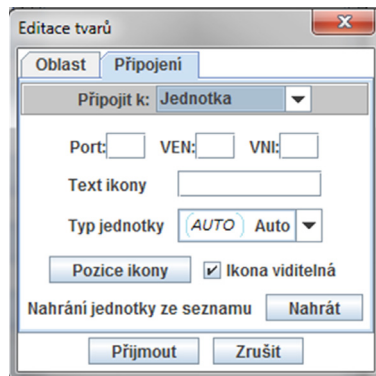 Editace tvarů
Oblast Připojení
Připojit k: Jednotka
Port: VEN: VNI:
Text ikony
Typ jednotky AUTO Auto
Pozice ikony Ikona viditelná
Nahrání jednotky ze seznamu Nahrát
Přijmout Zrušit